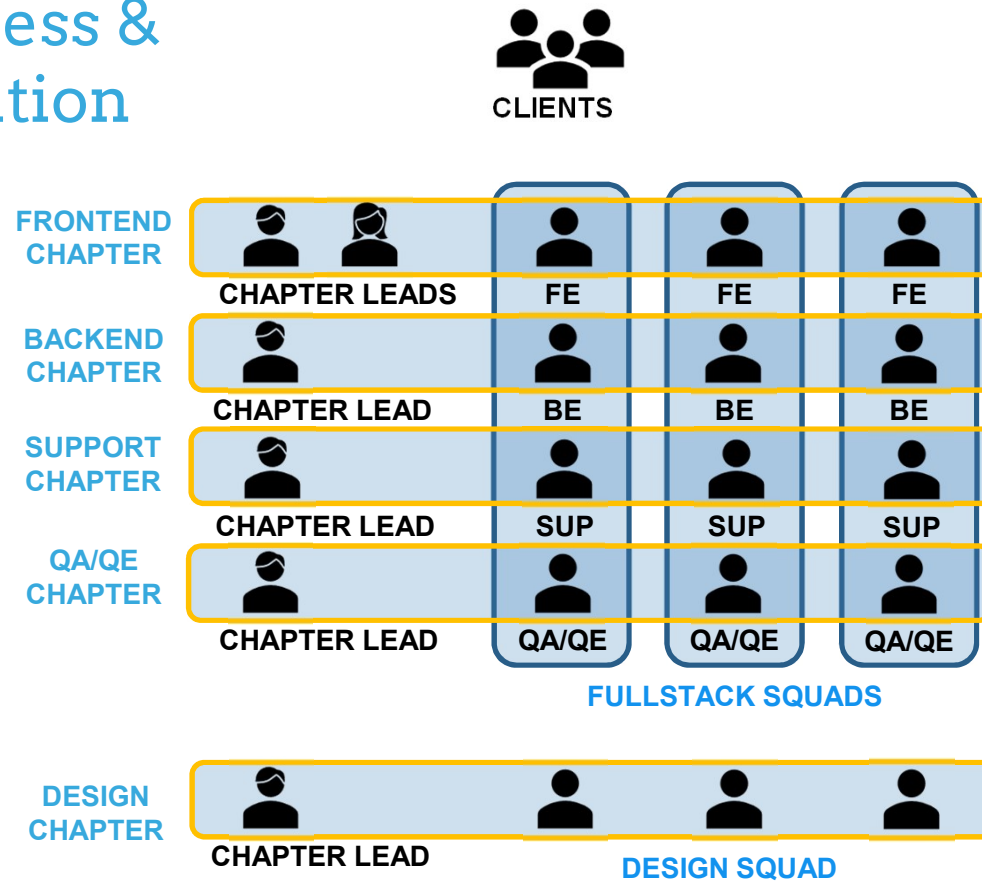 ess &
CLIENTS
FRONTEND
CHAPTER
CHAPTER LEADS
FE
FE
FE
BACKEND
CHAPTER
CHAPTER LEAD
BE
BE
BE
SUPPORT
CHAPTER
CHAPTER LEAD
SUP
SUP
SUP
QA/QE
CHAPTER
CHAPTER LEAD
QA/QE
QA/QE
QA/QE
FULLSTACK SQUADS
DESIGN
CHAPTER
CHAPTER LEAD
DESIGN SQUAD